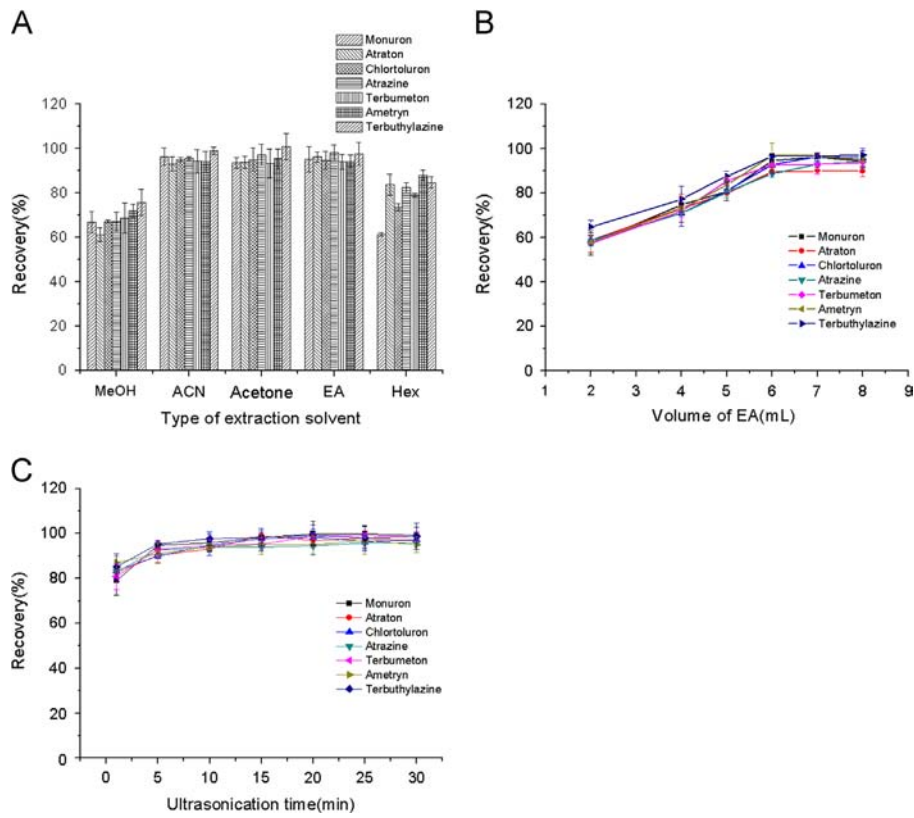 A
Monuron
Atraton
Chlortoluron
Atrazine
Terbumeton
Ametryn
Terbuthylazine
120
100
80
60
40
20
0
Recovery(%)
MeOH ACN Acetone EA Hex
Type of extraction solvent
B
120
100
80
60
40
20
0
Recovery(%)
Monuron
Atraton
Chlortoluron
Atrazine
Terbumeton
Ametryn
Terbuthylazine
1 2 3 4 5 6 7 8 9
Volume of EA(mL)
C
120
100
80
60
40
20
0
Recovery(%)
Monuron
Atraton
Chlortoluron
Atrazine
Terbumeton
Ametryn
Terbuthylazine
0 5 10 15 20 25 30
Ultrasonication time(min)